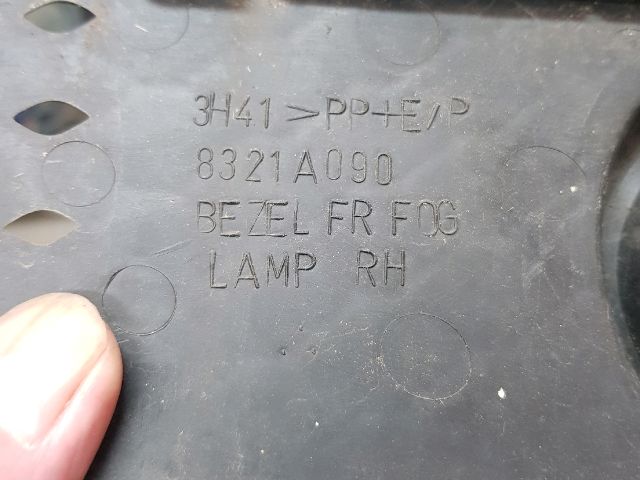 3H41 >PP+E/P
8321A090
BEZEL FR FOG
LAMP RH